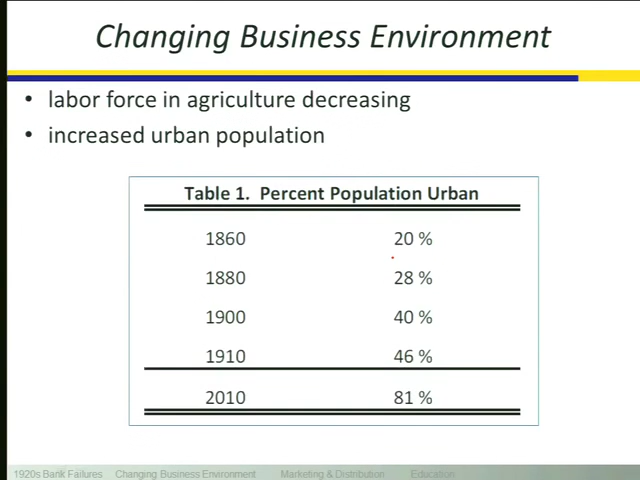 Changing Business Environment
• labor force in agriculture decreasing
• increased urban population
Table 1. Percent Population Urban
1860 20 %
1880 28 %
1900 40 %
1910 46 %
2010 81 %
1920s Bank Failures Changing Business Environment Marketing & Distribution Education